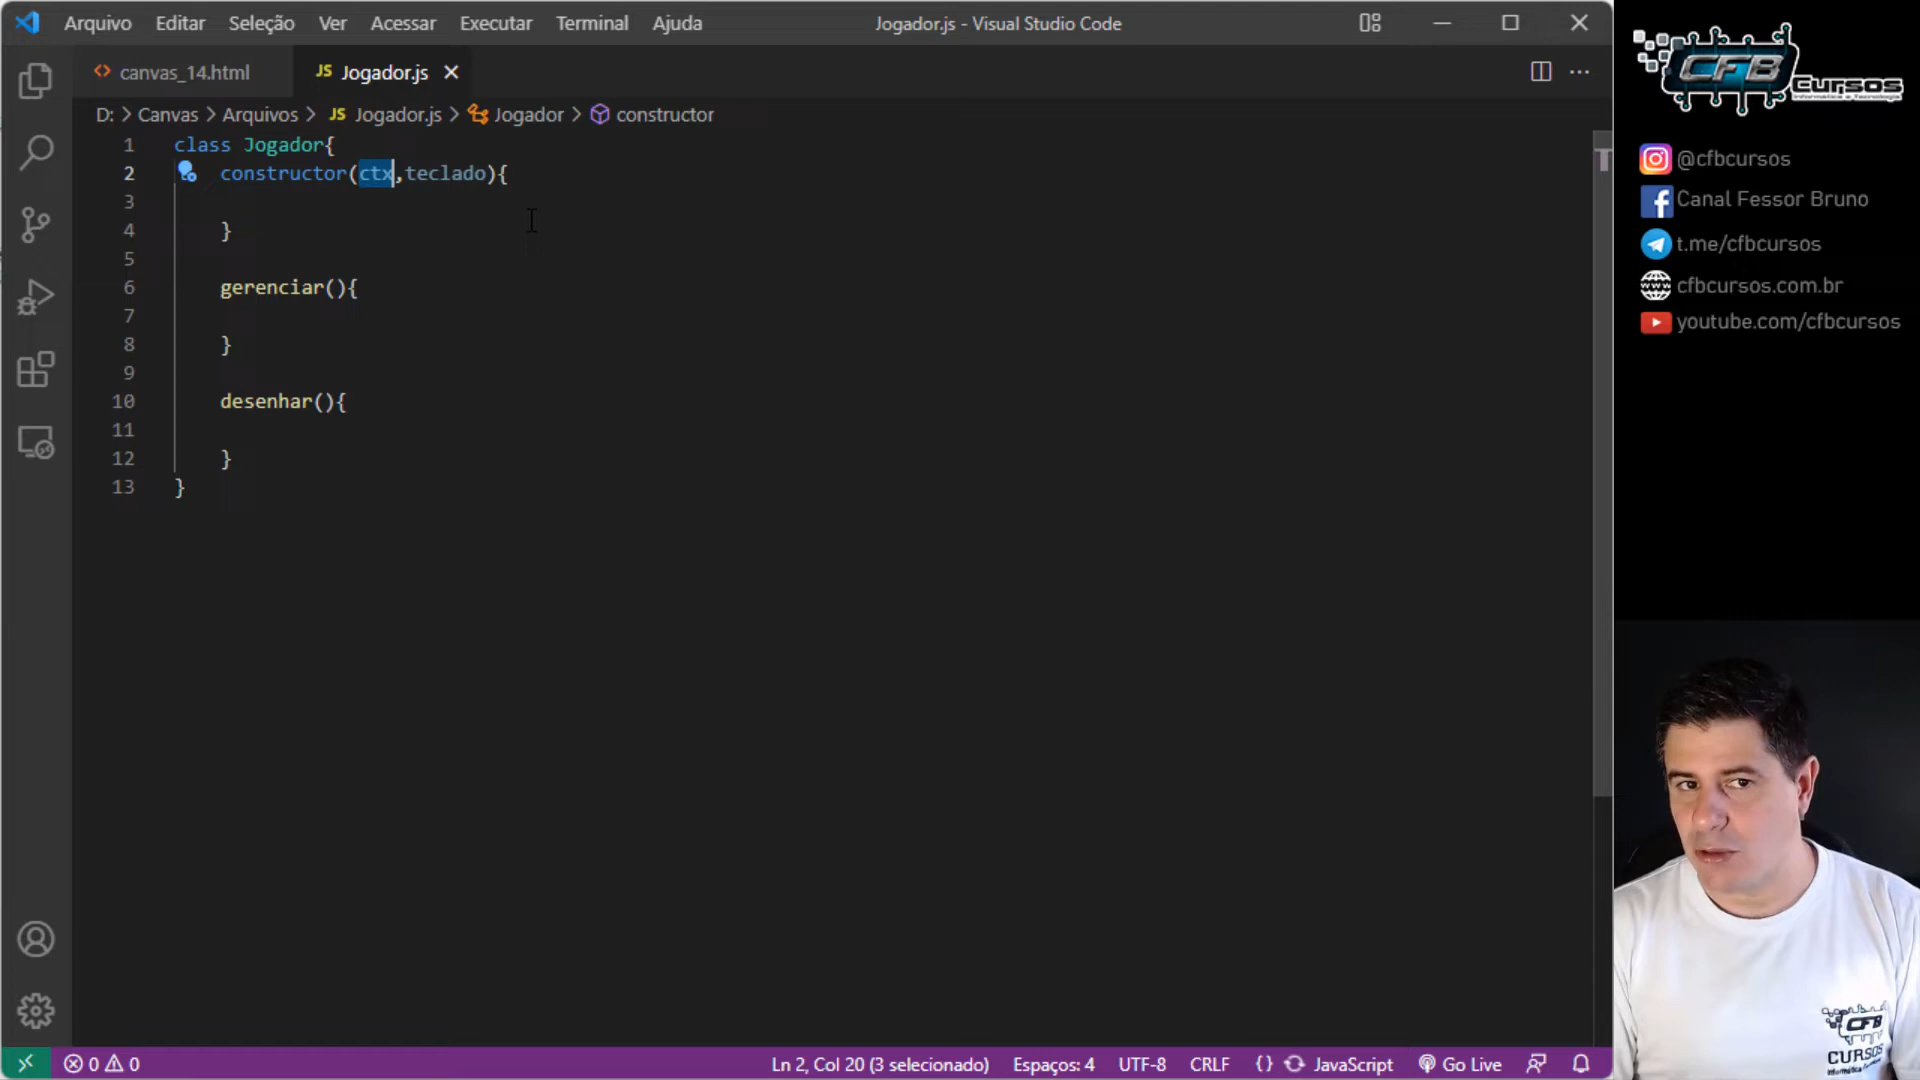 Arquivo Editar Seleção Ver Acessar Executar Terminal Ajuda Jogador.js - Visual Studio Code
canvas_14.html JS Jogador.js
D: > Canvas > Arquivos > JS Jogador.js > Jogador > constructor
1 class Jogador{
2 constructor(ctx,teclado){
3
4 }
5
6 gerenciar(){
7
8 }
9
10 desenhar(){
11
12 }
13 }
0 0 Ln 2, Col 20 (3 selecionado) Espaços: 4 UTF-8 CRLF {} JavaScript Go Live
CFB Cursos
@cfbcursos
Canal Fessor Bruno
t.me/cfbcursos
cfbcursos.com.br
youtube.com/cfbcursos
CFB
CURSOS